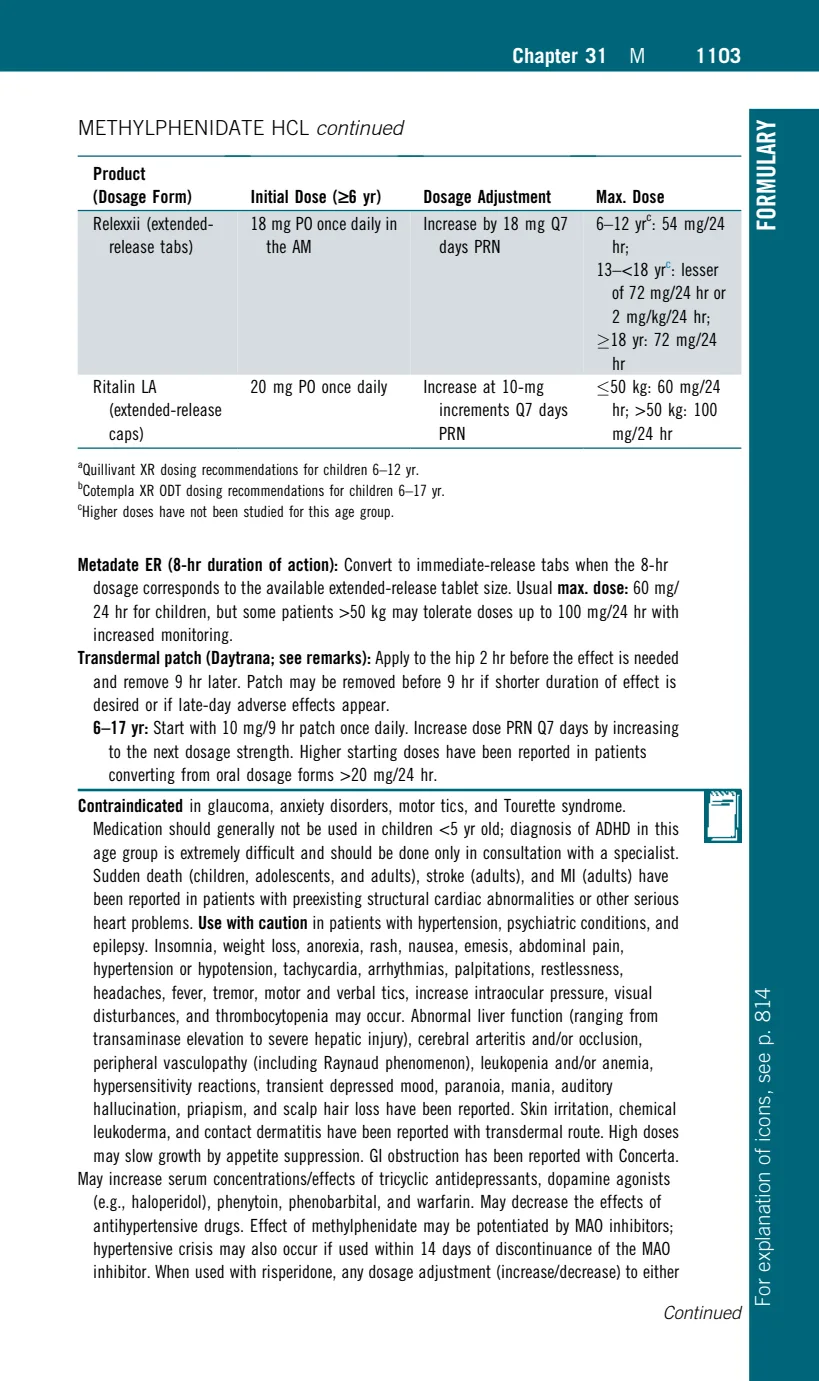 Chapter 31 M 1103
METHYLPHENIDATE HCL continued
Product
(Dosage Form) Initial Dose (≥6 yr) Dosage Adjustment Max. Dose
Relexxii (extended- 18 mg PO once daily in Increase by 18 mg Q7 6–12 yrᶜ: 54 mg/24
release tabs) the AM days PRN hr;
13–<18 yrᶜ: lesser
of 72 mg/24 hr or
2 mg/kg/24 hr;
≥18 yr: 72 mg/24
hr
Ritalin LA 20 mg PO once daily Increase at 10-mg ≤50 kg: 60 mg/24
(extended-release increments Q7 days hr; >50 kg: 100
caps) PRN mg/24 hr
ᵃQuillivant XR dosing recommendations for children 6–12 yr.
ᵇCotempla XR ODT dosing recommendations for children 6–17 yr.
ᶜHigher doses have not been studied for this age group.
Metadate ER (8-hr duration of action): Convert to immediate-release tabs when the 8-hr
dosage corresponds to the available extended-release tablet size. Usual max. dose: 60 mg/
24 hr for children, but some patients >50 kg may tolerate doses up to 100 mg/24 hr with
increased monitoring.
Transdermal patch (Daytrana; see remarks): Apply to the hip 2 hr before the effect is needed
and remove 9 hr later. Patch may be removed before 9 hr if shorter duration of effect is
desired or if late-day adverse effects appear.
6–17 yr: Start with 10 mg/9 hr patch once daily. Increase dose PRN Q7 days by increasing
to the next dosage strength. Higher starting doses have been reported in patients
converting from oral dosage forms >20 mg/24 hr.
Contraindicated in glaucoma, anxiety disorders, motor tics, and Tourette syndrome.
Medication should generally not be used in children <5 yr old; diagnosis of ADHD in this
age group is extremely difficult and should be done only in consultation with a specialist.
Sudden death (children, adolescents, and adults), stroke (adults), and MI (adults) have
been reported in patients with preexisting structural cardiac abnormalities or other serious
heart problems. Use with caution in patients with hypertension, psychiatric conditions, and
epilepsy. Insomnia, weight loss, anorexia, rash, nausea, emesis, abdominal pain,
hypertension or hypotension, tachycardia, arrhythmias, palpitations, restlessness,
headaches, fever, tremor, motor and verbal tics, increase intraocular pressure, visual
disturbances, and thrombocytopenia may occur. Abnormal liver function (ranging from
transaminase elevation to severe hepatic injury), cerebral arteritis and/or occlusion,
peripheral vasculopathy (including Raynaud phenomenon), leukopenia and/or anemia,
hypersensitivity reactions, transient depressed mood, paranoia, mania, auditory
hallucination, priapism, and scalp hair loss have been reported. Skin irritation, chemical
leukoderma, and contact dermatitis have been reported with transdermal route. High doses
may slow growth by appetite suppression. GI obstruction has been reported with Concerta.
May increase serum concentrations/effects of tricyclic antidepressants, dopamine agonists
(e.g., haloperidol), phenytoin, phenobarbital, and warfarin. May decrease the effects of
antihypertensive drugs. Effect of methylphenidate may be potentiated by MAO inhibitors;
hypertensive crisis may also occur if used within 14 days of discontinuance of the MAO
inhibitor. When used with risperidone, any dosage adjustment (increase/decrease) to either
Continued
FORMULARY
For explanation of icons, see p. 814